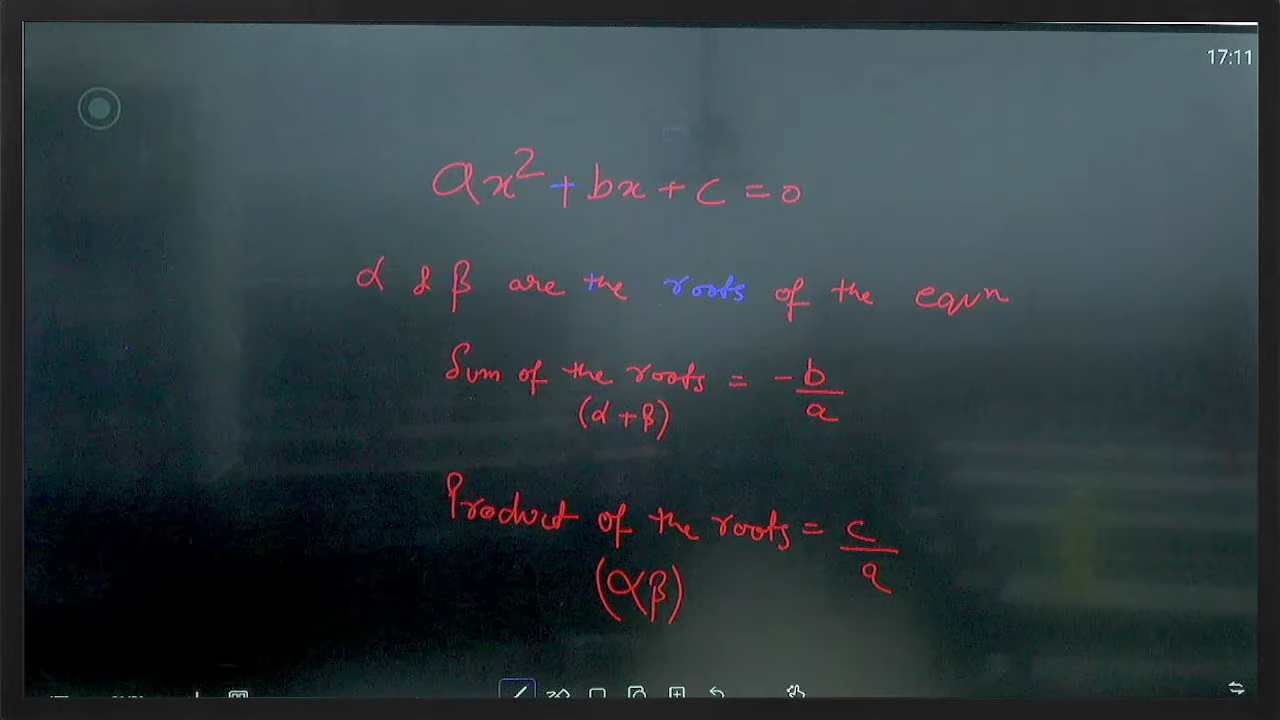 17:11
ax² + bx + c = 0
α & β are the roots of the eqn
Sum of the roots = -b/a
(α + β)
Product of the roots = c/a
(αβ)